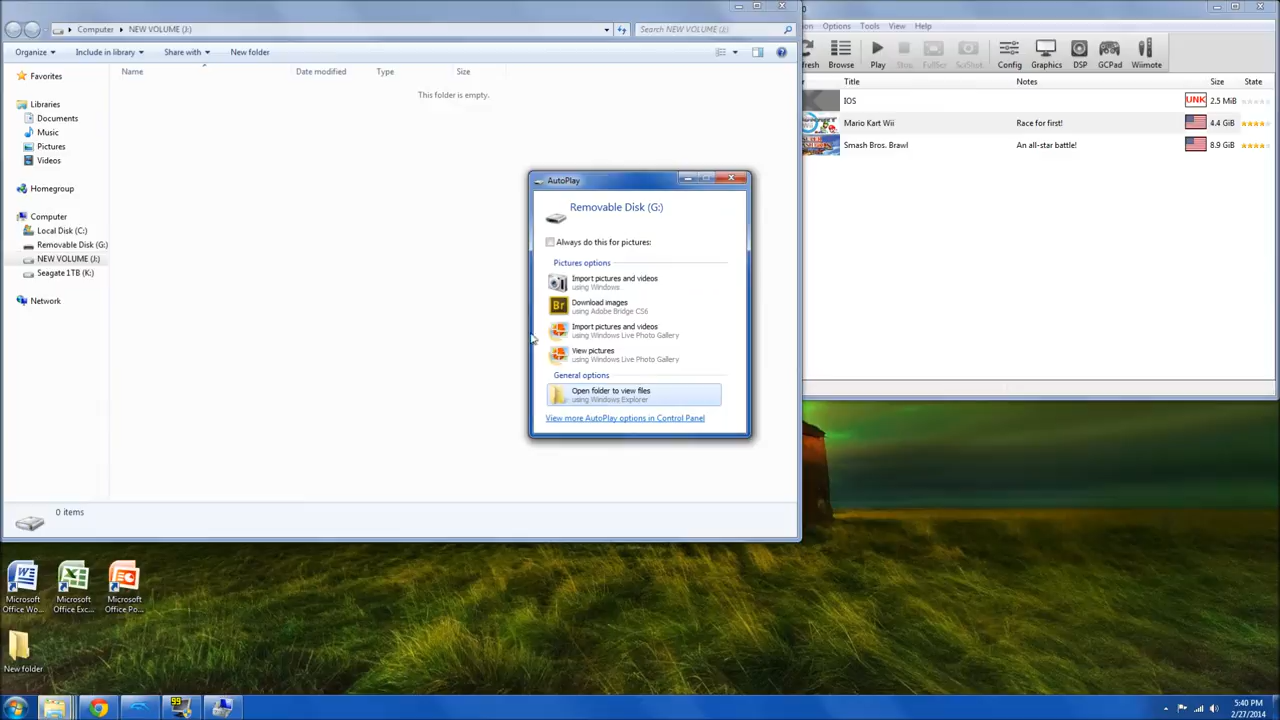 Computer ▸ NEW VOLUME (J:)
Search NEW VOLUME (J:)
Organize
Include in library
Share with
New folder
Favorites
Libraries
Documents
Music
Pictures
Videos
Homegroup
Computer
Local Disk (C:)
Removable Disk (G:)
NEW VOLUME (J:)
Seagate 1TB (K:)
Network
Name
Date modified
Type
Size
This folder is empty.
0 items
AutoPlay
Removable Disk (G:)
Always do this for pictures:
Pictures options
Import pictures and videos
using Windows
Br
Download images
using Adobe Bridge CS6
Import pictures and videos
using Windows Live Photo Gallery
View pictures
using Windows Live Photo Gallery
General options
Open folder to view files
using Windows Explorer
View more AutoPlay options in Control Panel
Options Tools View Help
Browse
Play
Stop
Config
Graphics
DSP
GCPad
Wiimote
Title
Notes
Size
State
IOS
UNK
2.5 MiB
Mario Kart Wii
Race for first!
4.4 GiB
Smash Bros. Brawl
An all-star battle!
8.9 GiB
Microsoft
Office Wo...
Microsoft
Office Exc...
Microsoft
Office Po...
New folder
99
5:40 PM
2/27/2014